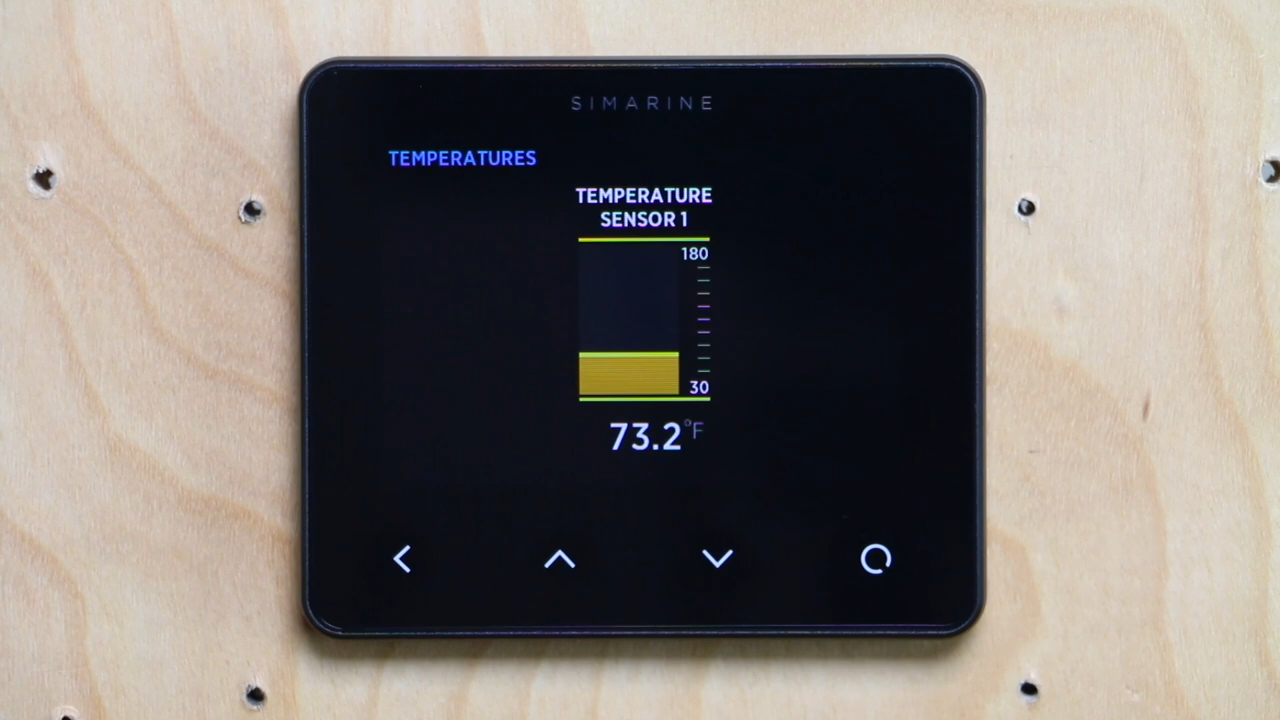 SIMARINE
TEMPERATURES
TEMPERATURE
SENSOR 1
180
30
73.2°F